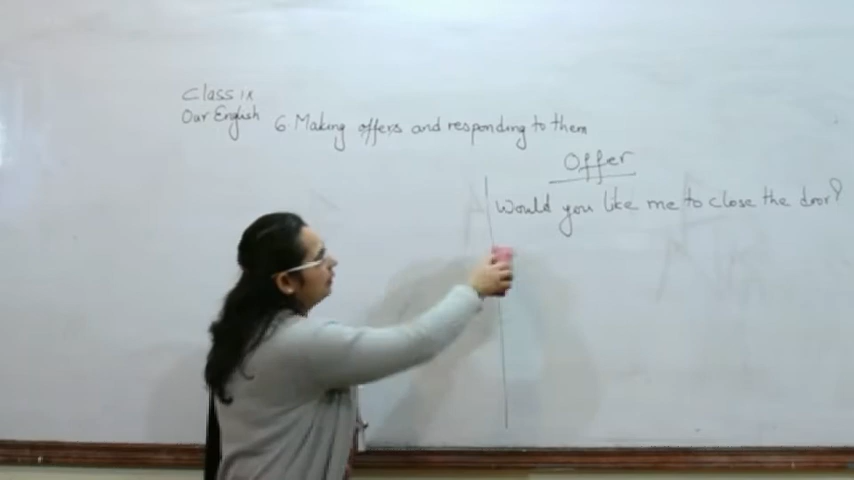 Class IX
Our English
6. Making offers and responding to them
Offer
Would you like me to close the door?